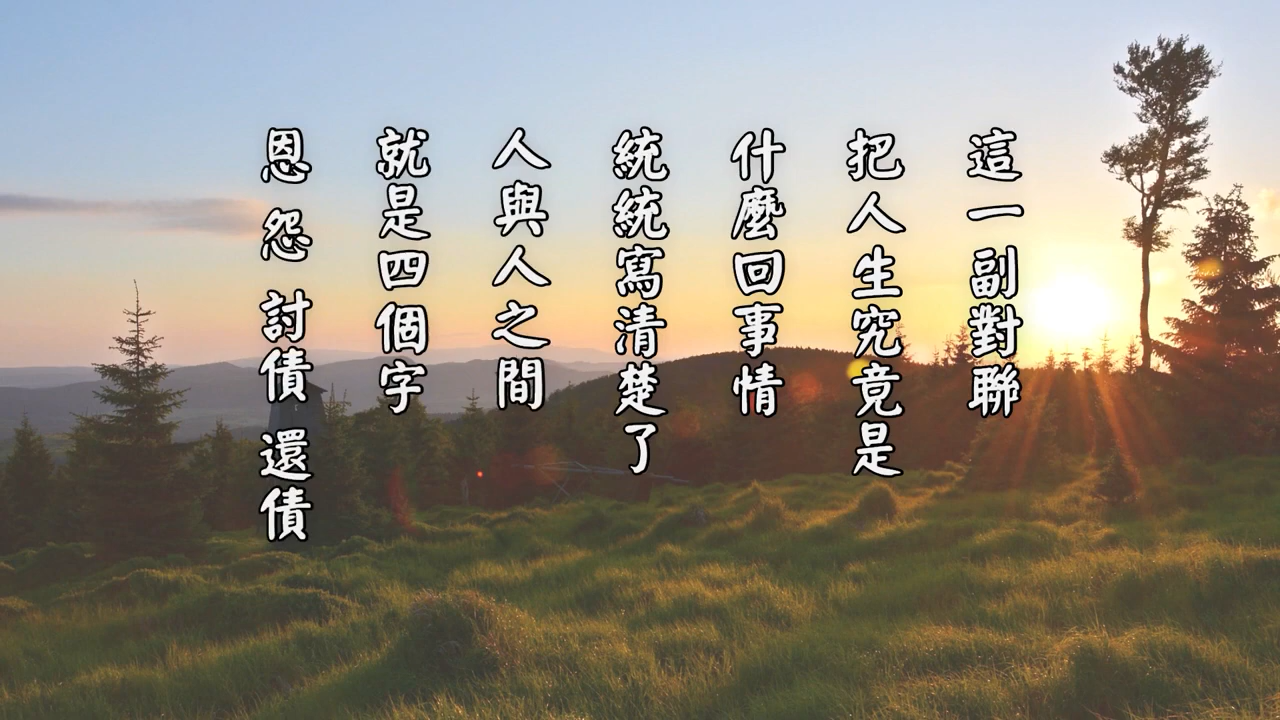 這一副對聯
把人生究竟是
什麼回事情
統統寫清楚了
人與人之間
就是四個字
恩 怨 討債 還債